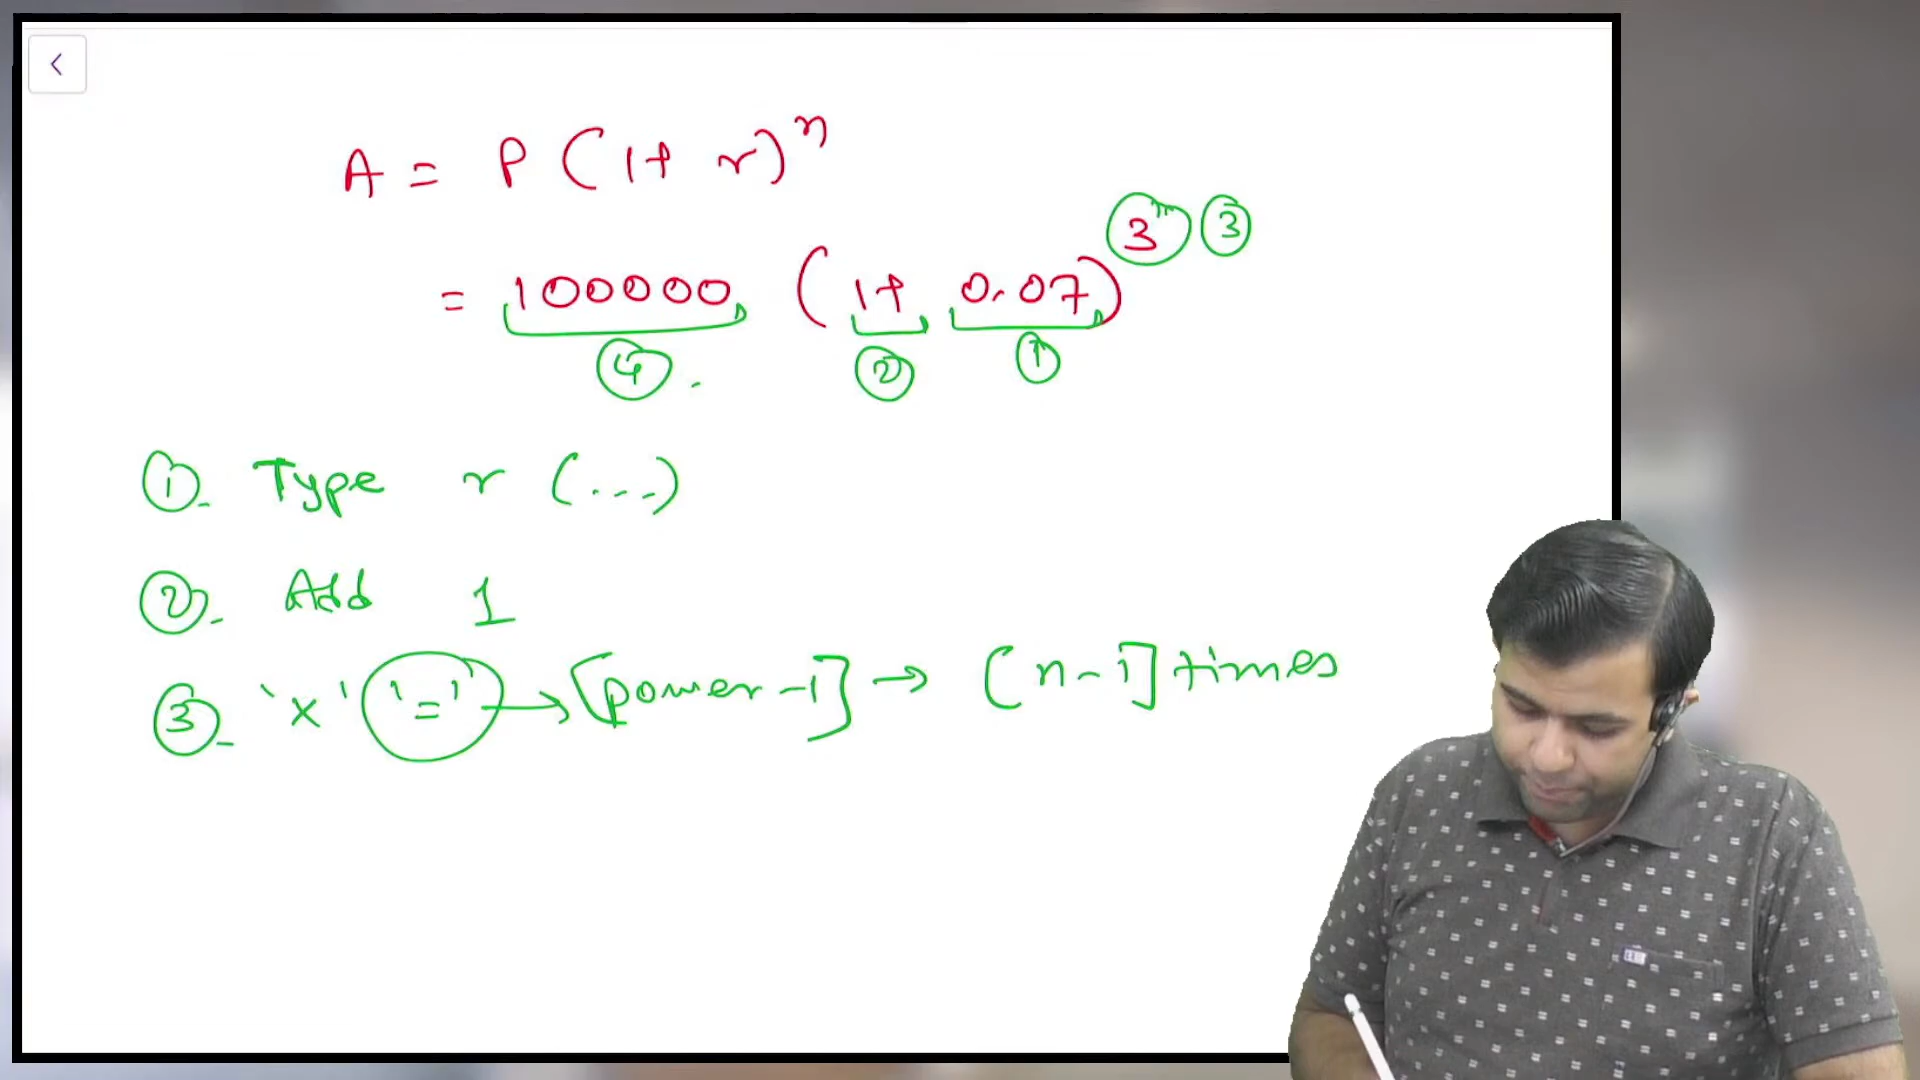 A = P (1+ r)^n
= 100000 (1+ 0.07)^3 ③
④ . ② ①
①. Type r (...)
②. Add 1
③. 'x' '=' → [power -1] → [n-1] times